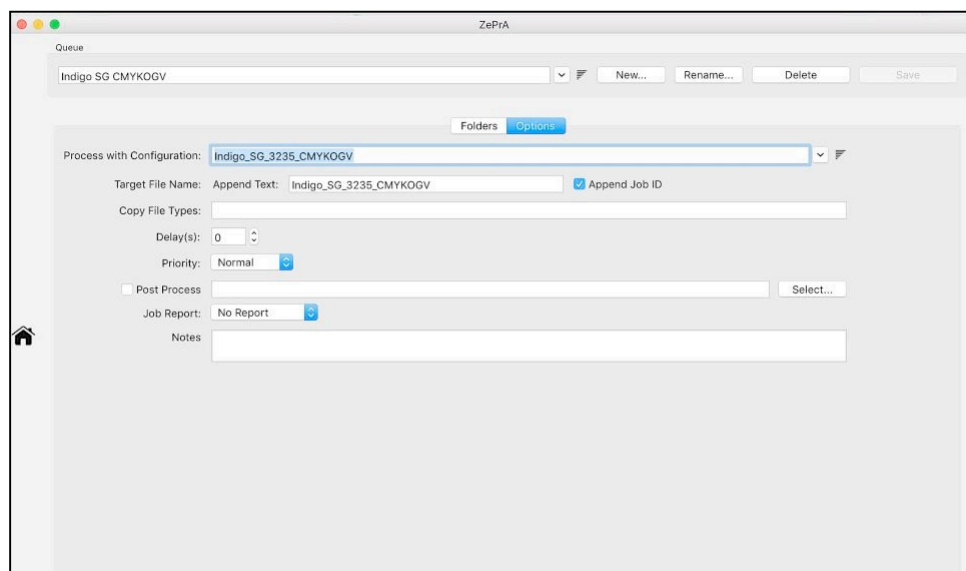 ZePrA
Queue
Indigo SG CMYKOGV New... Rename... Delete Save
Folders Options
Process with Configuration: Indigo_SG_3235_CMYKOGV
Target File Name: Append Text: Indigo_SG_3235_CMYKOGV Append Job ID
Copy File Types:
Delay(s): 0
Priority: Normal
Post Process Select...
Job Report: No Report
Notes